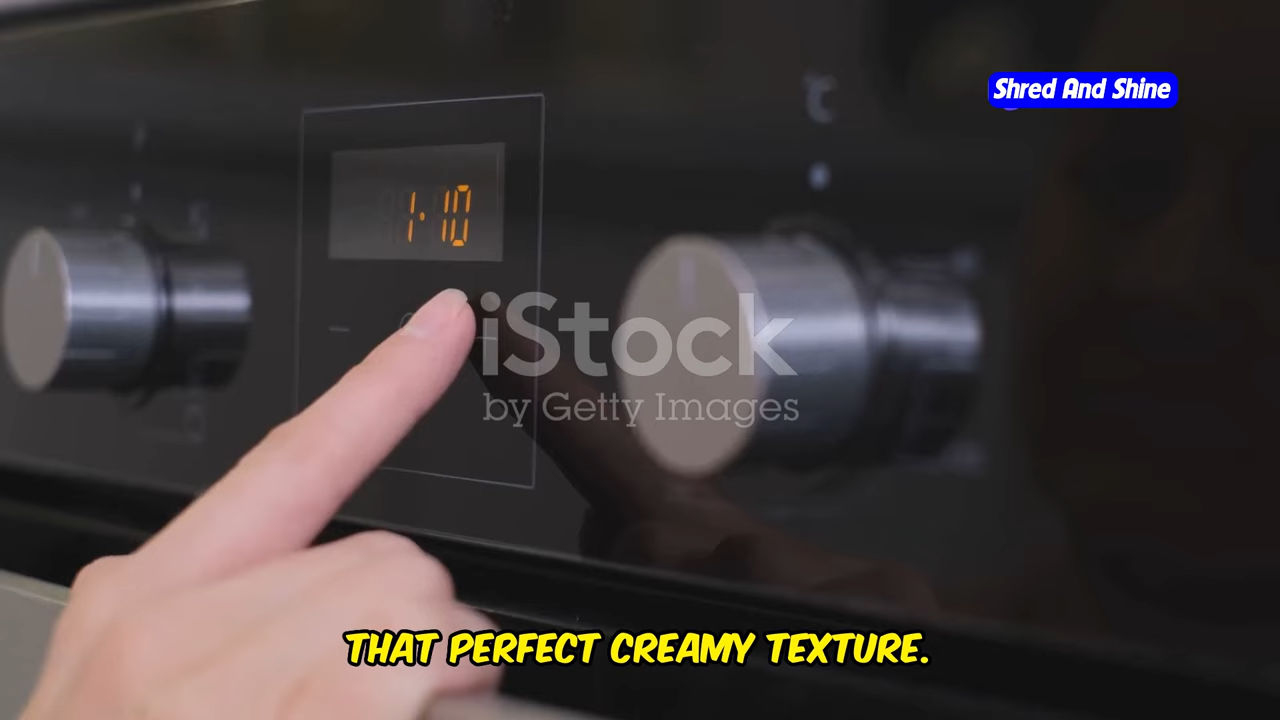 Shred And Shine
°C
1·10
iStock
by Getty Images
THAT PERFECT CREAMY TEXTURE.